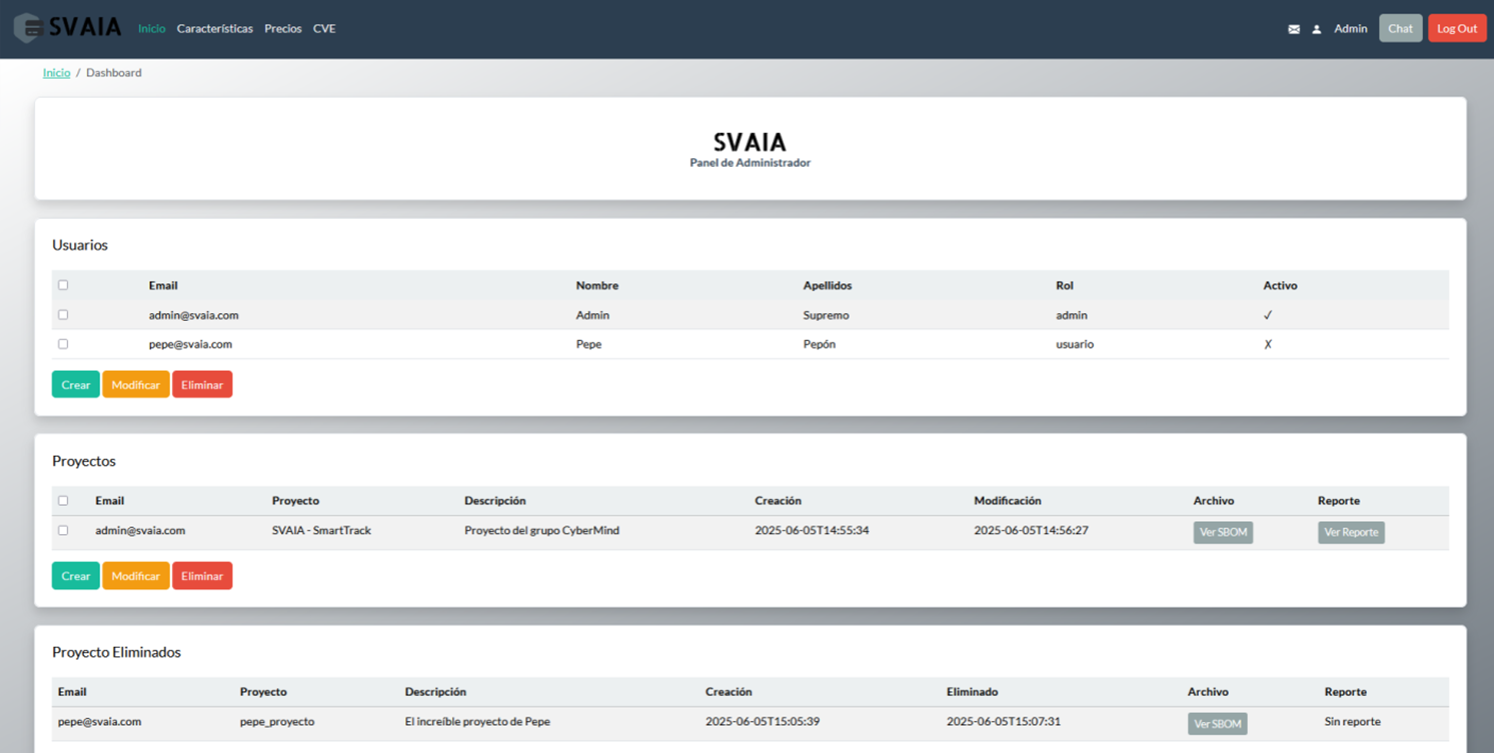 SVAIA Inicio Características Precios CVE Admin Chat Log Out
Inicio / Dashboard
SVAIA
Panel de Administrador
Usuarios
Email Nombre Apellidos Rol Activo
admin@svaia.com Admin Supremo admin ✓
pepe@svaia.com Pepe Pepón usuario ✗
Crear Modificar Eliminar
Proyectos
Email Proyecto Descripción Creación Modificación Archivo Reporte
admin@svaia.com SVAIA - SmartTrack Proyecto del grupo CyberMind 2025-06-05T14:55:34 2025-06-05T14:56:27 Ver SBOM Ver Reporte
Crear Modificar Eliminar
Proyecto Eliminados
Email Proyecto Descripción Creación Eliminado Archivo Reporte
pepe@svaia.com pepe_proyecto El increíble proyecto de Pepe 2025-06-05T15:05:39 2025-06-05T15:07:31 Ver SBOM Sin reporte